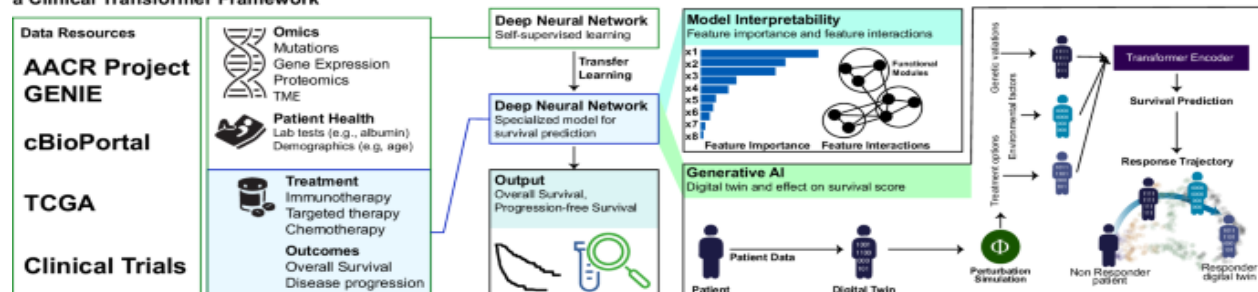 a Clinical Transformer Framework
Data Resources
AACR Project
GENIE
cBioPortal
TCGA
Clinical Trials
Omics
Mutations
Gene Expression
Proteomics
TME
Patient Health
Lab tests (e.g., albumin)
Demographics (e.g, age)
Treatment
Immunotherapy
Targeted therapy
Chemotherapy
Outcomes
Overall Survival
Disease progression
Deep Neural Network
Self-supervised learning
Transfer
Learning
Deep Neural Network
Specialized model for
survival prediction
Output
Overall Survival,
Progression-free Survival
Model Interpretability
Feature importance and feature interactions
x1
x2
x3
x4
x5
x6
x7
x8
Feature Importance
Functional
Modules
Feature Interactions
Generative AI
Digital twin and effect on survival score
Patient
Patient Data
Digital Twin
Φ
Perturbation
Simulation
Treatment options
Environmental factors
Genetic variations
Transformer Encoder
Survival Prediction
Response Trajectory
Non Responder
patient
Responder
digital twin